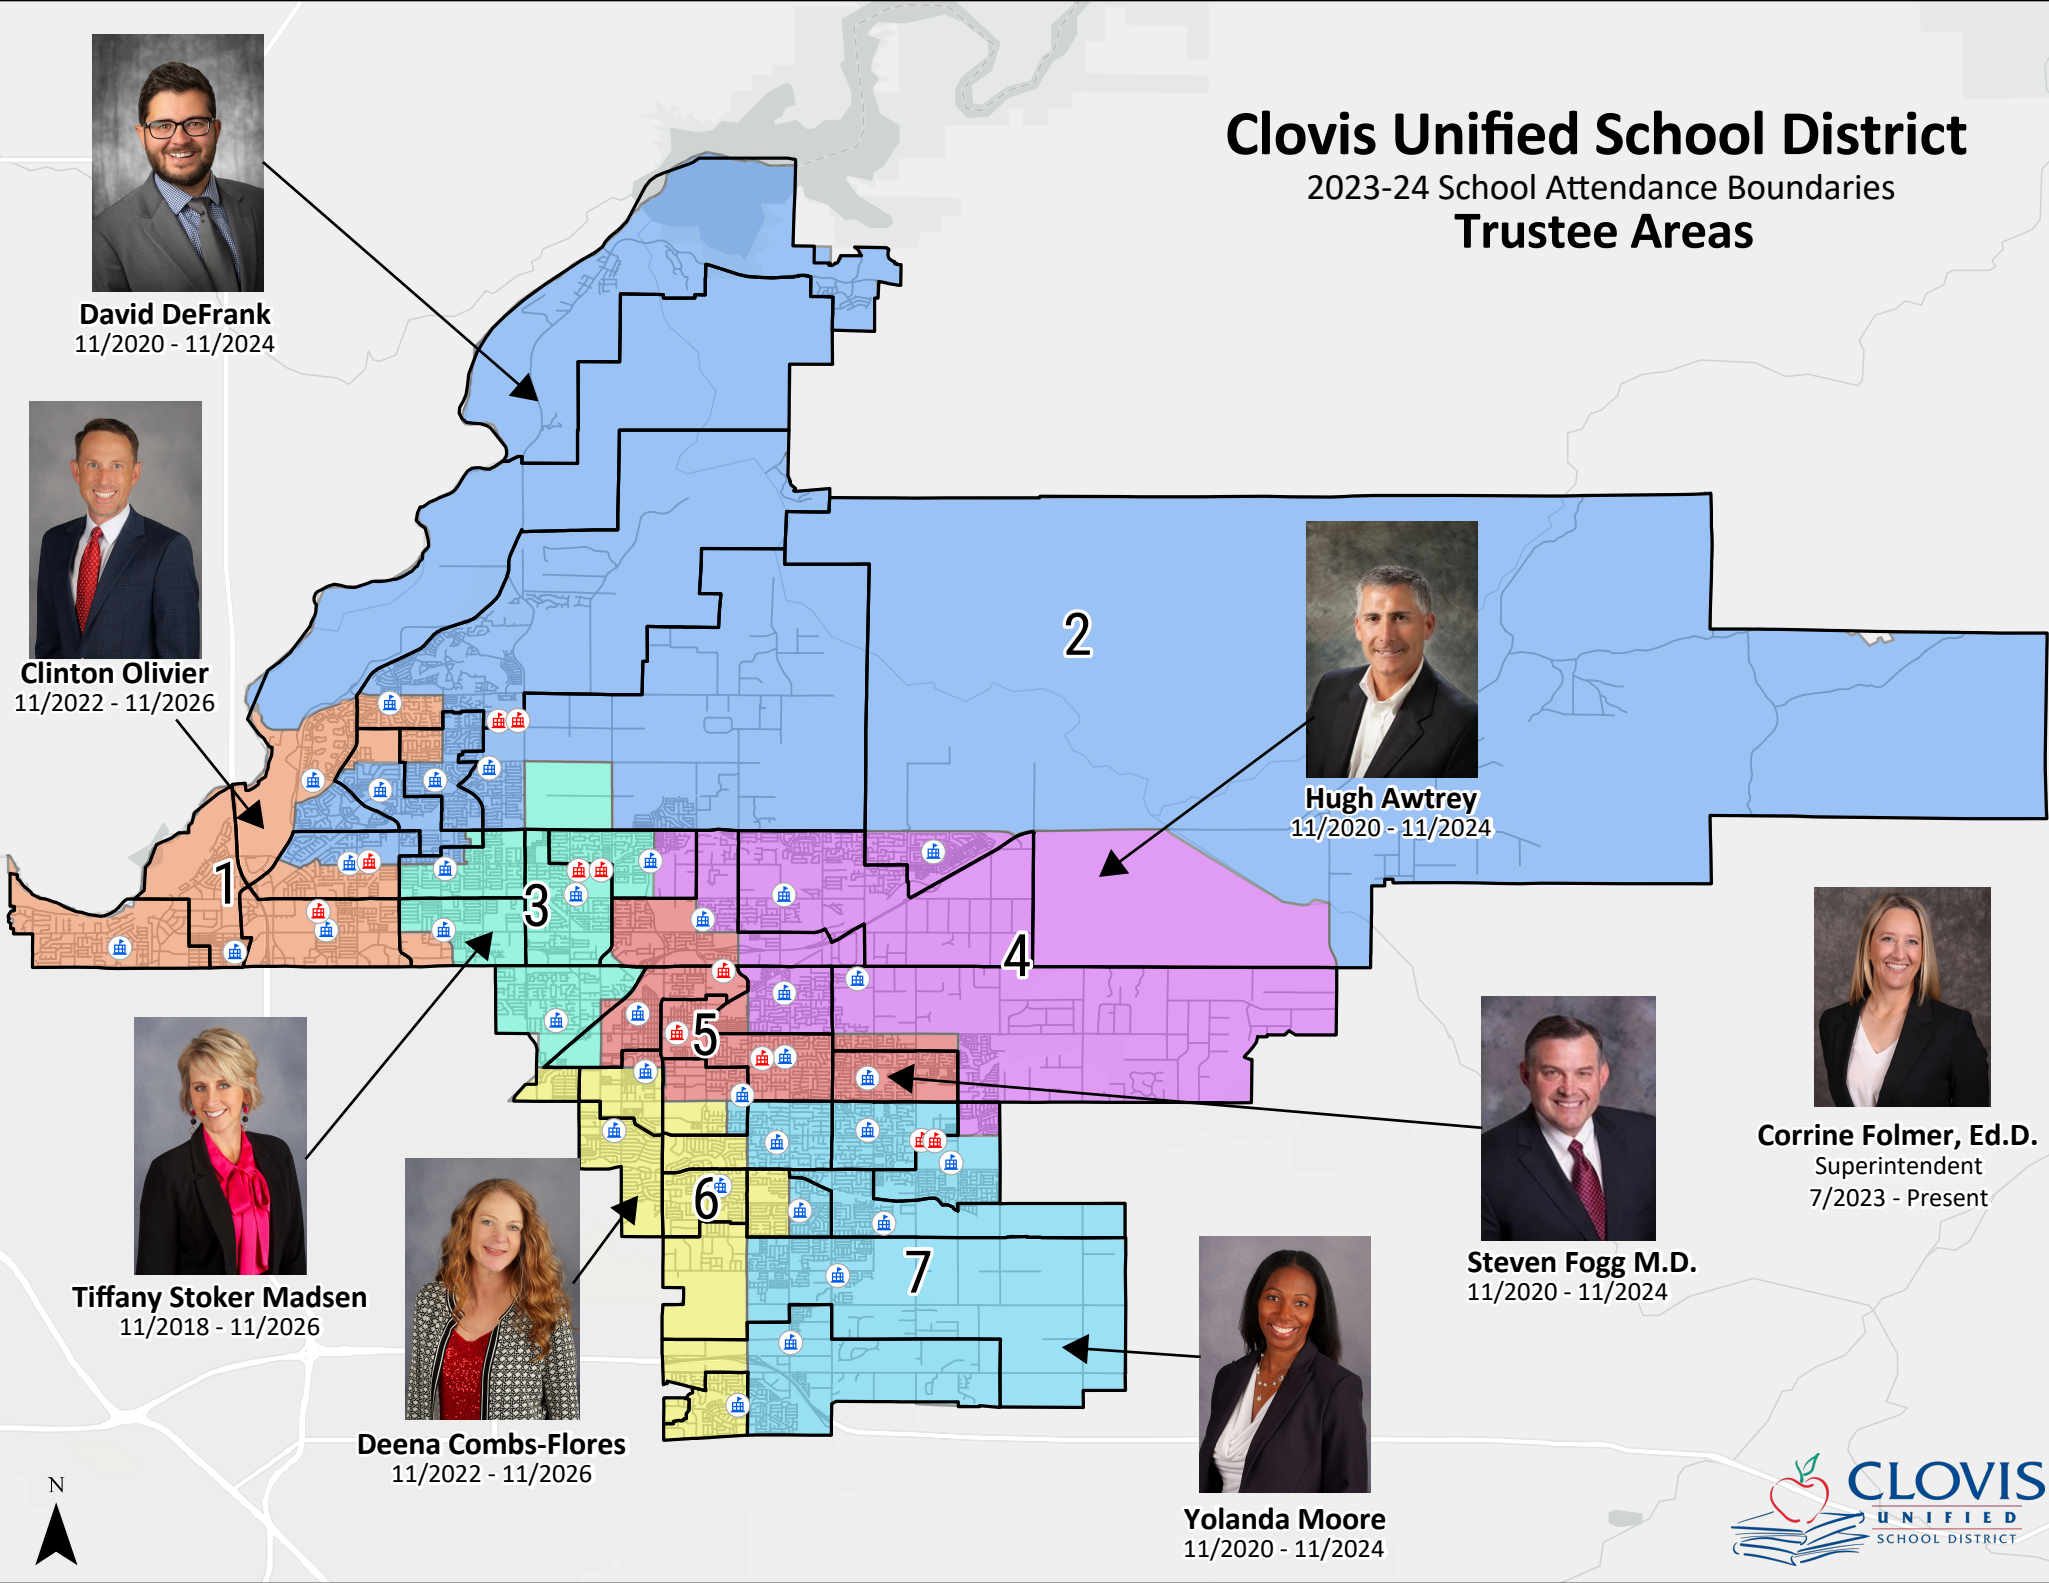 Clovis Unified School District
2023-24 School Attendance Boundaries
Trustee Areas
David DeFrank
11/2020 - 11/2024
Clinton Olivier
11/2022 - 11/2026
2
Hugh Awtrey
11/2020 - 11/2024
1
3
4
5
6
7
Corrine Folmer, Ed.D.
Superintendent
7/2023 - Present
Steven Fogg M.D.
11/2020 - 11/2024
Tiffany Stoker Madsen
11/2018 - 11/2026
Deena Combs-Flores
11/2022 - 11/2026
Yolanda Moore
11/2020 - 11/2024
N
CLOVIS
UNIFIED
SCHOOL DISTRICT